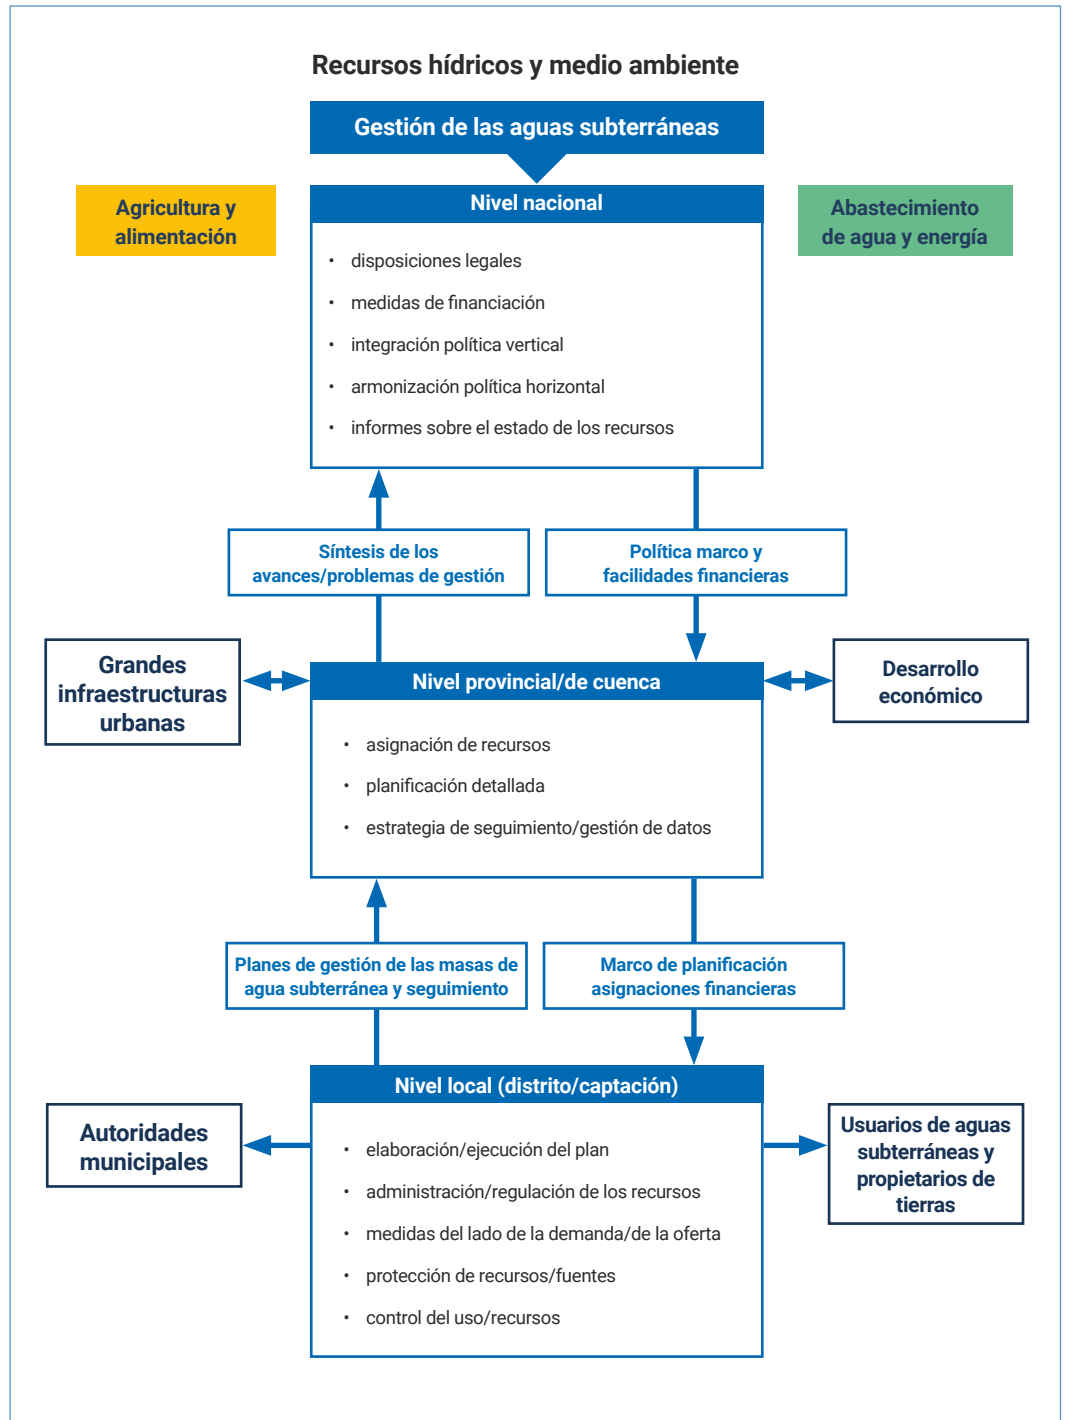 Recursos hídricos y medio ambiente
Gestión de las aguas subterráneas
Agricultura y
alimentación
Nivel nacional
Abastecimiento
de agua y energía
• disposiciones legales
• medidas de financiación
• integración política vertical
• armonización política horizontal
• informes sobre el estado de los recursos
Síntesis de los
avances/problemas de gestión
Política marco y
facilidades financieras
Grandes
infraestructuras
urbanas
Nivel provincial/de cuenca
Desarrollo
económico
• asignación de recursos
• planificación detallada
• estrategia de seguimiento/gestión de datos
Planes de gestión de las masas de
agua subterránea y seguimiento
Marco de planificación
asignaciones financieras
Nivel local (distrito/captación)
Autoridades
municipales
Usuarios de aguas
subterráneas y
propietarios de
tierras
• elaboración/ejecución del plan
• administración/regulación de los recursos
• medidas del lado de la demanda/de la oferta
• protección de recursos/fuentes
• control del uso/recursos